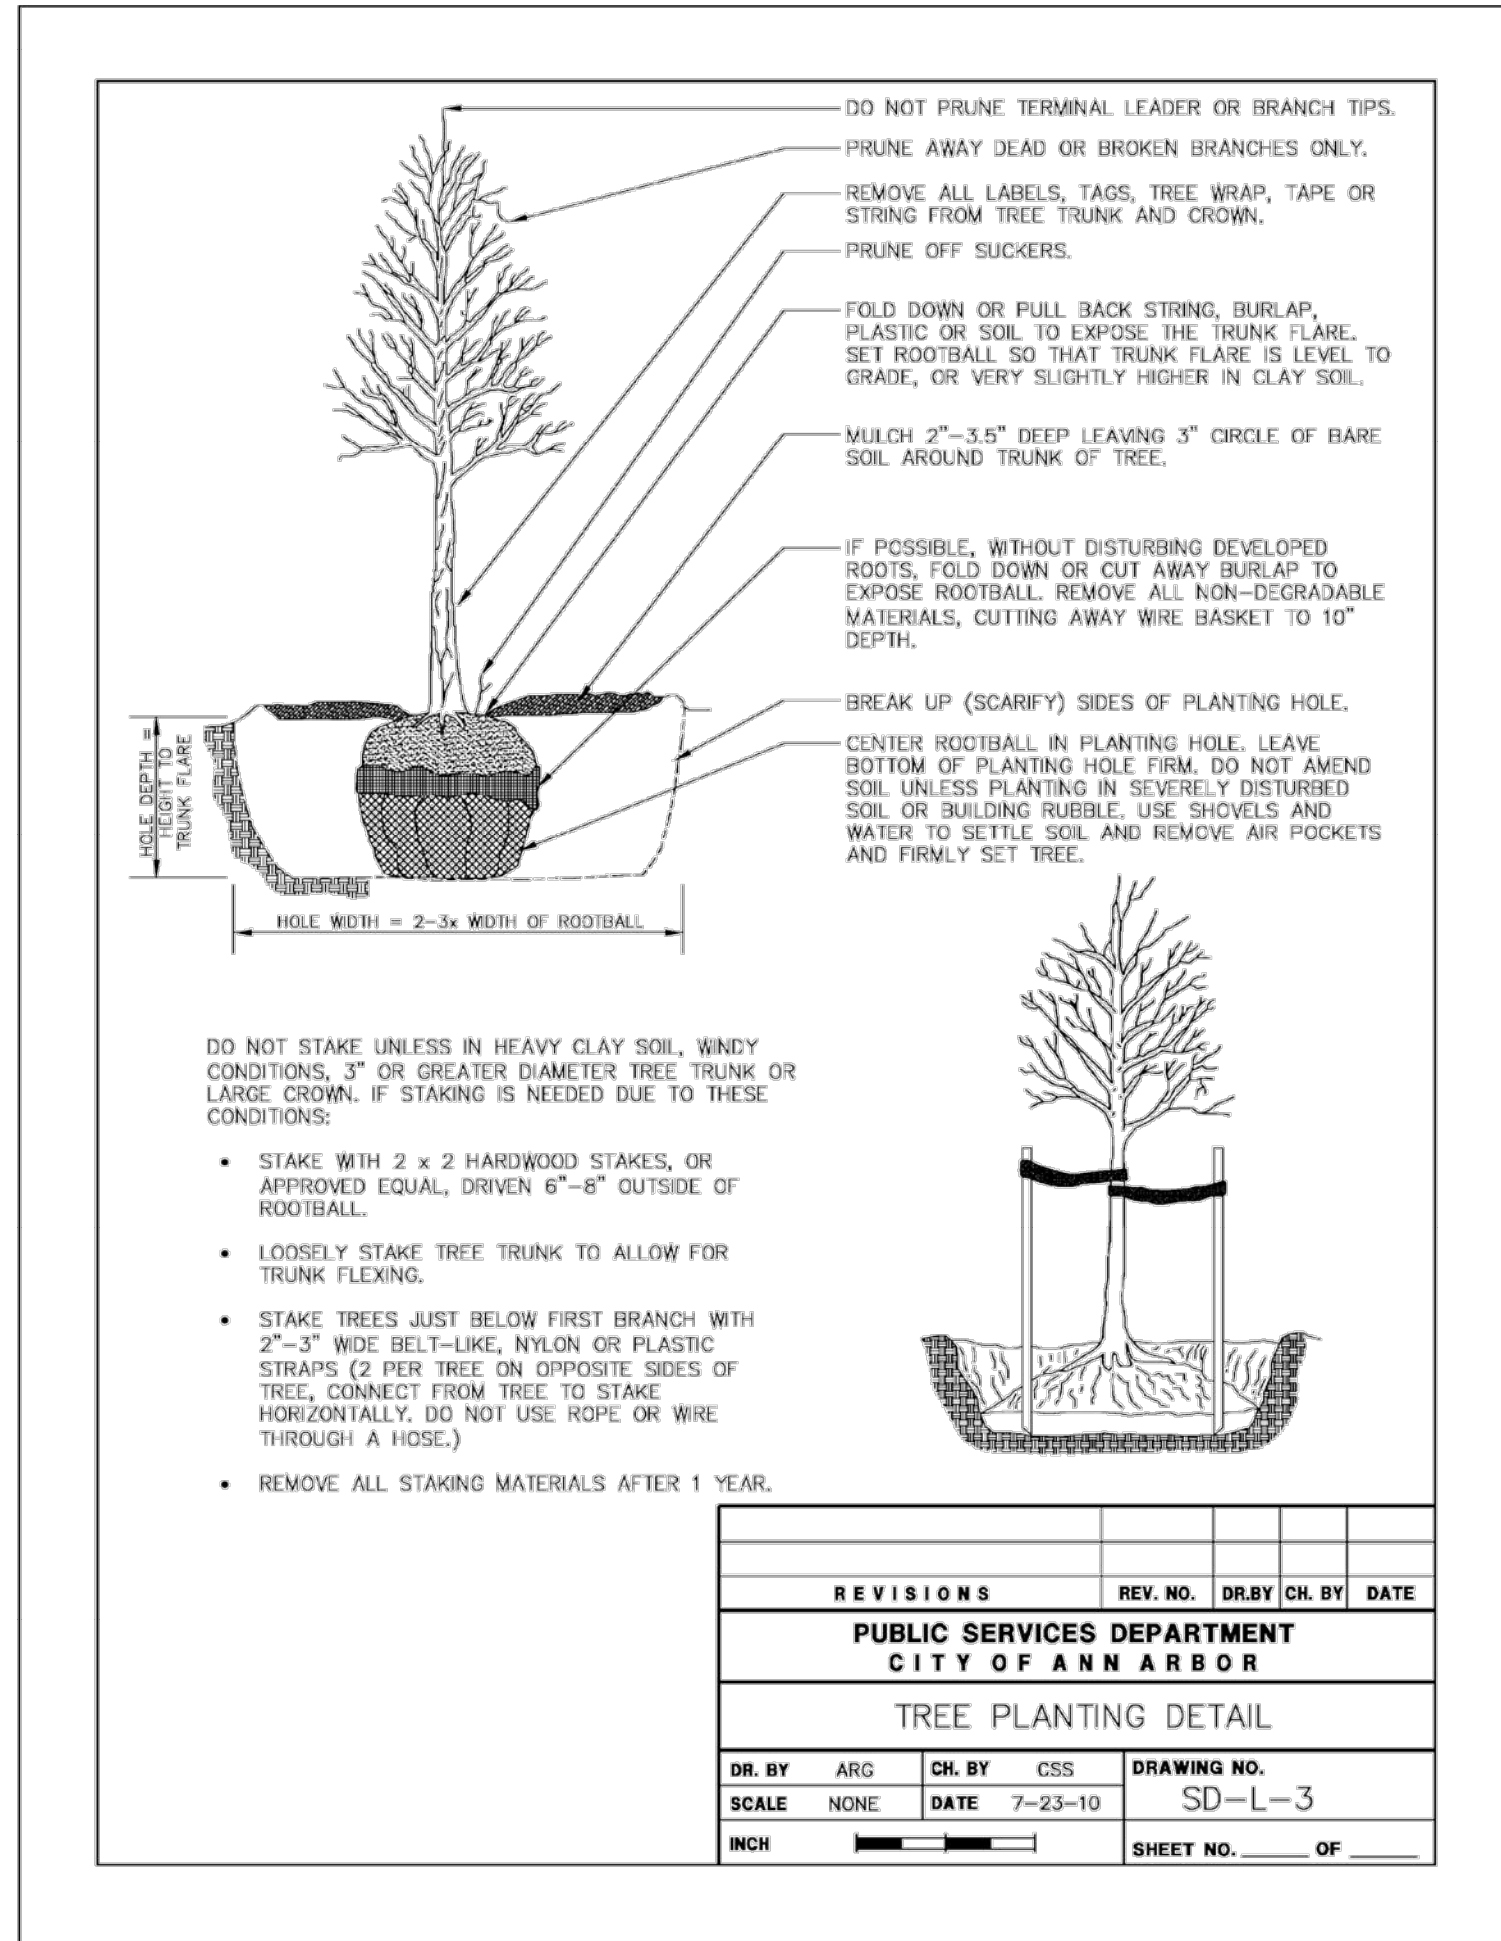 DO NOT PRUNE TERMINAL LEADER OR BRANCH TIPS.
PRUNE AWAY DEAD OR BROKEN BRANCHES ONLY.
REMOVE ALL LABELS, TAGS, TREE WRAP, TAPE OR
STRING FROM TREE TRUNK AND CROWN.
PRUNE OFF SUCKERS.
FOLD DOWN OR PULL BACK STRING, BURLAP,
PLASTIC OR SOIL TO EXPOSE THE TRUNK FLARE.
SET ROOTBALL SO THAT TRUNK FLARE IS LEVEL TO
GRADE, OR VERY SLIGHTLY HIGHER IN CLAY SOIL.
MULCH 2"-3.5" DEEP LEAVING 3" CIRCLE OF BARE
SOIL AROUND TRUNK OF TREE.
IF POSSIBLE, WITHOUT DISTURBING DEVELOPED
ROOTS, FOLD DOWN OR CUT AWAY BURLAP TO
EXPOSE ROOTBALL. REMOVE ALL NON-DEGRADABLE
MATERIALS, CUTTING AWAY WIRE BASKET TO 10"
DEPTH.
BREAK UP (SCARIFY) SIDES OF PLANTING HOLE.
CENTER ROOTBALL IN PLANTING HOLE. LEAVE
BOTTOM OF PLANTING HOLE FIRM. DO NOT AMEND
SOIL UNLESS PLANTING IN SEVERELY DISTURBED
SOIL OR BUILDING RUBBLE. USE SHOVELS AND
WATER TO SETTLE SOIL AND REMOVE AIR POCKETS
AND FIRMLY SET TREE.
HOLE DEPTH =
HEIGHT TO
TRUNK FLARE
HOLE WIDTH = 2-3x WIDTH OF ROOTBALL
DO NOT STAKE UNLESS IN HEAVY CLAY SOIL, WINDY
CONDITIONS, 3" OR GREATER DIAMETER TREE TRUNK OR
LARGE CROWN. IF STAKING IS NEEDED DUE TO THESE
CONDITIONS:
• STAKE WITH 2 x 2 HARDWOOD STAKES, OR
APPROVED EQUAL, DRIVEN 6"-8" OUTSIDE OF
ROOTBALL.
• LOOSELY STAKE TREE TRUNK TO ALLOW FOR
TRUNK FLEXING.
• STAKE TREES JUST BELOW FIRST BRANCH WITH
2"-3" WIDE BELT-LIKE, NYLON OR PLASTIC
STRAPS (2 PER TREE ON OPPOSITE SIDES OF
TREE, CONNECT FROM TREE TO STAKE
HORIZONTALLY. DO NOT USE ROPE OR WIRE
THROUGH A HOSE.)
• REMOVE ALL STAKING MATERIALS AFTER 1 YEAR.
REVISIONS REV. NO. DR.BY CH. BY DATE
PUBLIC SERVICES DEPARTMENT
CITY OF ANN ARBOR
TREE PLANTING DETAIL
DR. BY ARG CH. BY CSS DRAWING NO.
SCALE NONE DATE 7-23-10 SD-L-3
INCH SHEET NO. ______ OF ______